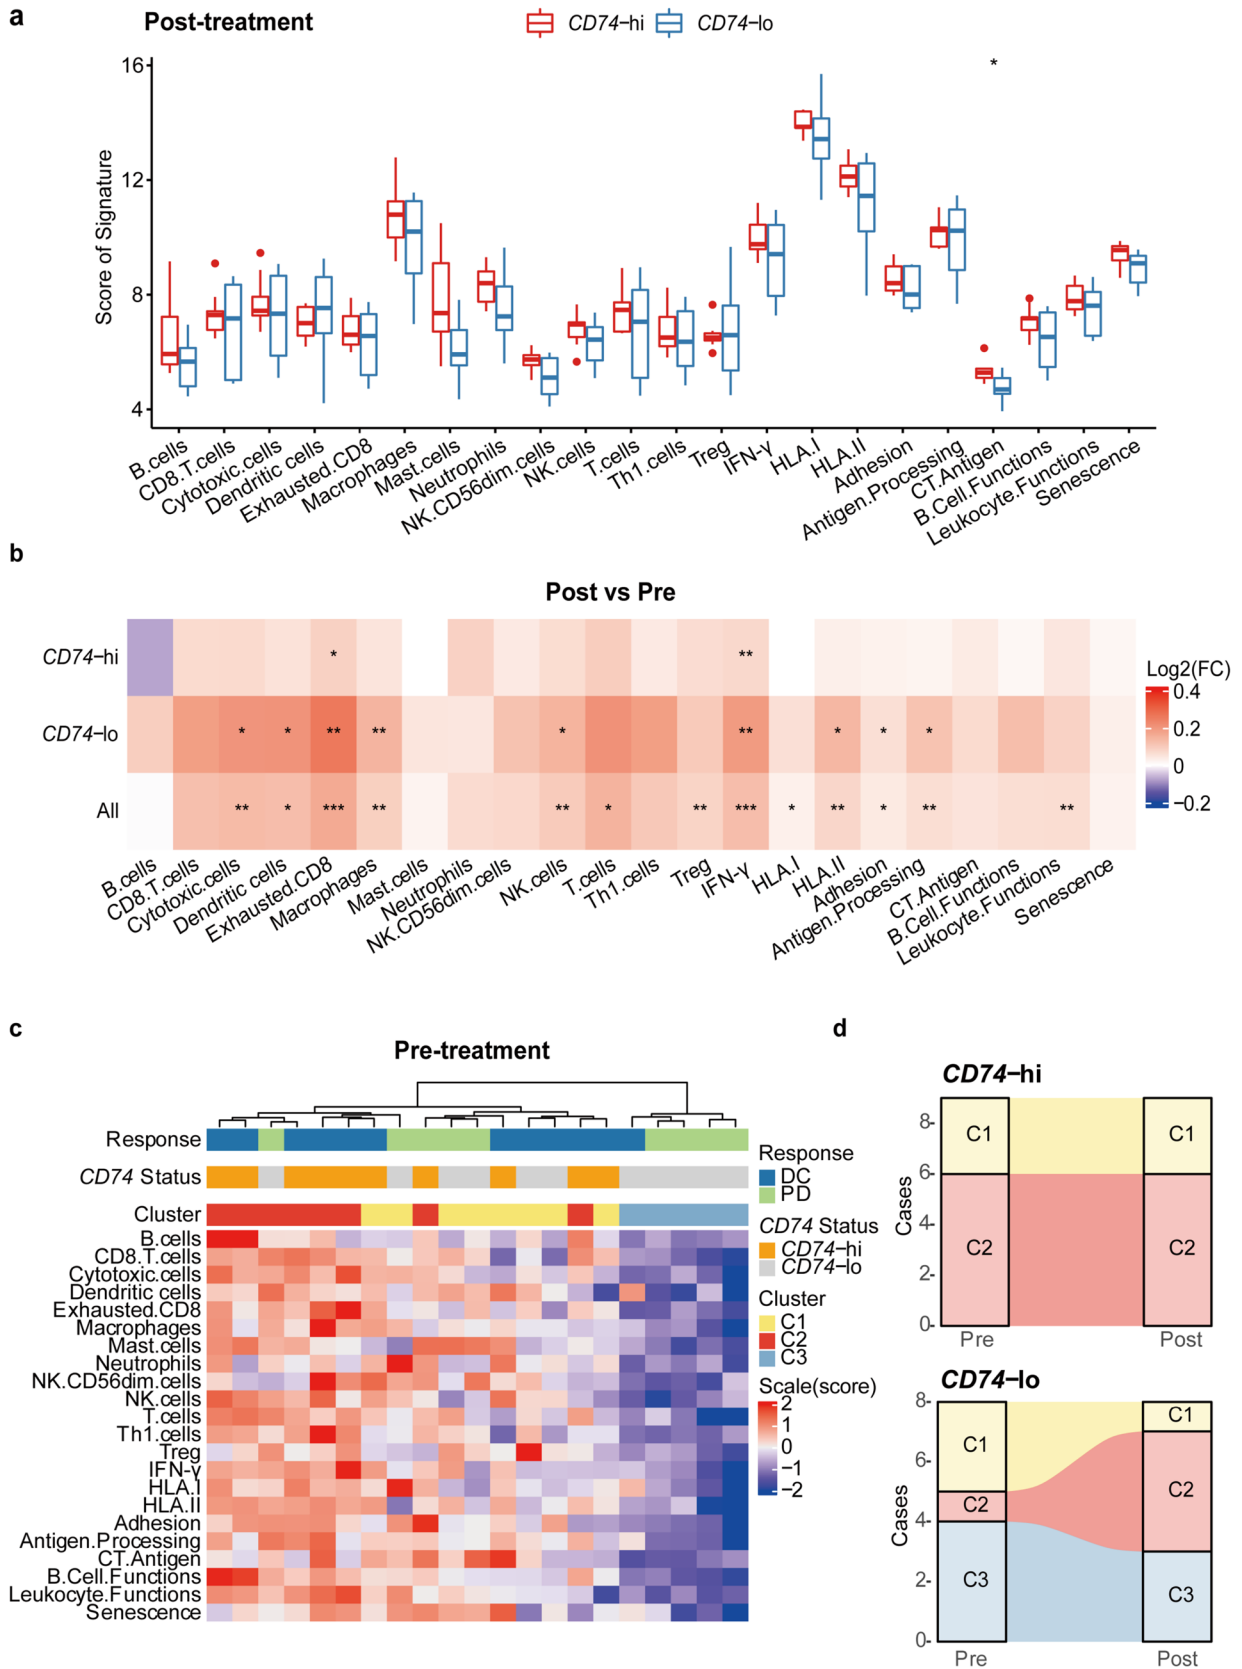 a
Post-treatment
CD74–hi
CD74–lo
Score of Signature
16
*
12
8
4
B.cells
CD8.T.cells
Cytotoxic.cells
Dendritic cells
Exhausted.CD8
Macrophages
Mast.cells
Neutrophils
NK.CD56dim.cells
NK.cells
T.cells
Th1.cells
Treg
IFN-γ
HLA.I
HLA.II
Adhesion
Antigen.Processing
CT.Antigen
B.Cell.Functions
Leukocyte.Functions
Senescence
b
Post vs Pre
CD74–hi
* **
CD74–lo
* * ** ** * ** * * *
All
** * *** ** ** * ** *** * ** * ** **
Log2(FC)
0.4
0.2
0
−0.2
B.cells
CD8.T.cells
Cytotoxic.cells
Dendritic cells
Exhausted.CD8
Macrophages
Mast.cells
Neutrophils
NK.CD56dim.cells
NK.cells
T.cells
Th1.cells
Treg
IFN-γ
HLA.I
HLA.II
Adhesion
Antigen.Processing
CT.Antigen
B.Cell.Functions
Leukocyte.Functions
Senescence
c
Pre-treatment
Response
CD74 Status
Cluster
B.cells
CD8.T.cells
Cytotoxic.cells
Dendritic cells
Exhausted.CD8
Macrophages
Mast.cells
Neutrophils
NK.CD56dim.cells
NK.cells
T.cells
Th1.cells
Treg
IFN-γ
HLA.I
HLA.II
Adhesion
Antigen.Processing
CT.Antigen
B.Cell.Functions
Leukocyte.Functions
Senescence
Response
DC
PD
CD74 Status
CD74–hi
CD74–lo
Cluster
C1
C2
C3
Scale(score)
2
1
0
−1
−2
d
CD74–hi
Cases
8
6
4
2
0
C1
C2
C1
C2
Pre
Post
CD74–lo
Cases
8
6
4
2
0
C1
C2
C3
C1
C2
C3
Pre
Post